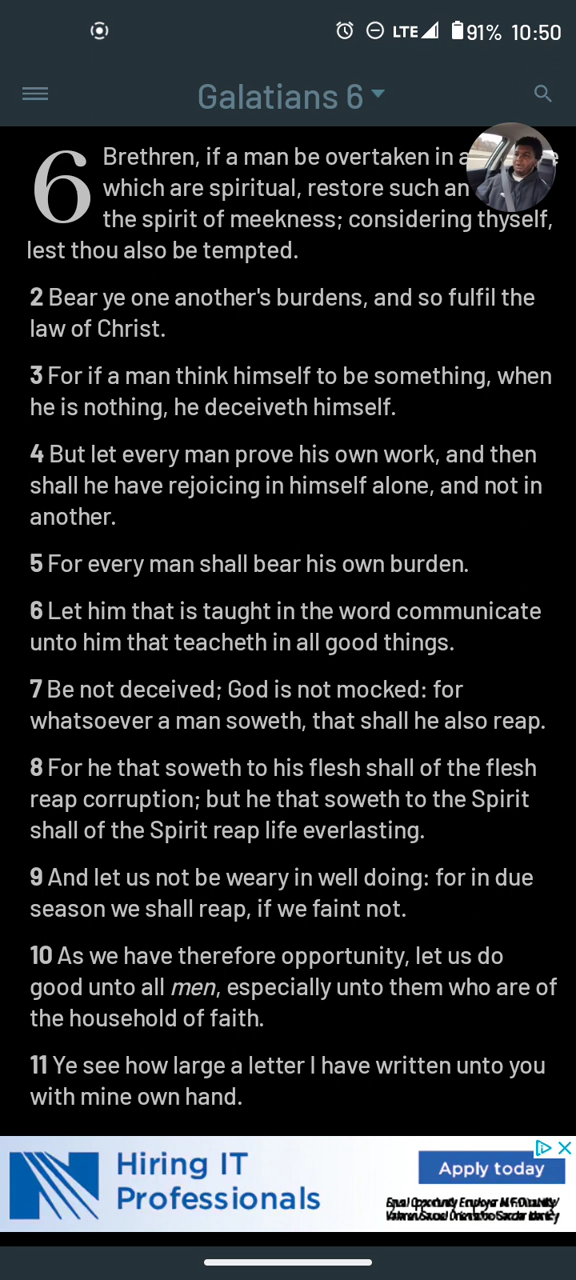 LTE 91% 10:50
Galatians 6
6 Brethren, if a man be overtaken in a
which are spiritual, restore such an
the spirit of meekness; considering thyself,
lest thou also be tempted.
2 Bear ye one another's burdens, and so fulfil the
law of Christ.
3 For if a man think himself to be something, when
he is nothing, he deceiveth himself.
4 But let every man prove his own work, and then
shall he have rejoicing in himself alone, and not in
another.
5 For every man shall bear his own burden.
6 Let him that is taught in the word communicate
unto him that teacheth in all good things.
7 Be not deceived; God is not mocked: for
whatsoever a man soweth, that shall he also reap.
8 For he that soweth to his flesh shall of the flesh
reap corruption; but he that soweth to the Spirit
shall of the Spirit reap life everlasting.
9 And let us not be weary in well doing: for in due
season we shall reap, if we faint not.
10 As we have therefore opportunity, let us do
good unto all men, especially unto them who are of
the household of faith.
11 Ye see how large a letter I have written unto you
with mine own hand.
Hiring IT
Professionals
Apply today
Equal Opportunity Employer